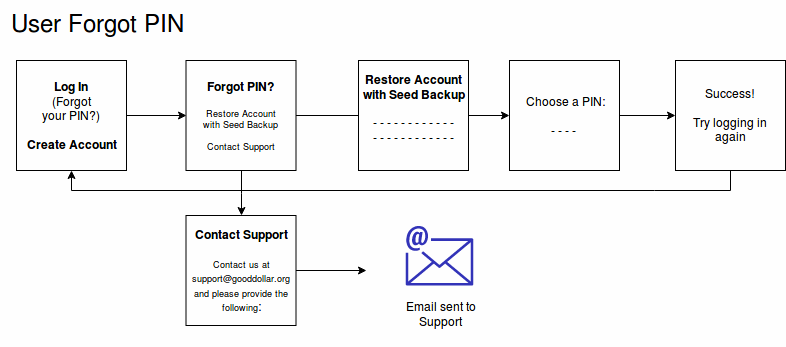 User Forgot PIN
Log In
(Forgot
your PIN?)
Create Account
Forgot PIN?
Restore Account
with Seed Backup
Contact Support
Restore Account
with Seed Backup
- - - - - - - - - - - -
- - - - - - - - - - - -
Choose a PIN:
- - - -
Success!
Try logging in
again
Contact Support
Contact us at
support@gooddollar.org
and please provide the
following:
@
Email sent to
Support